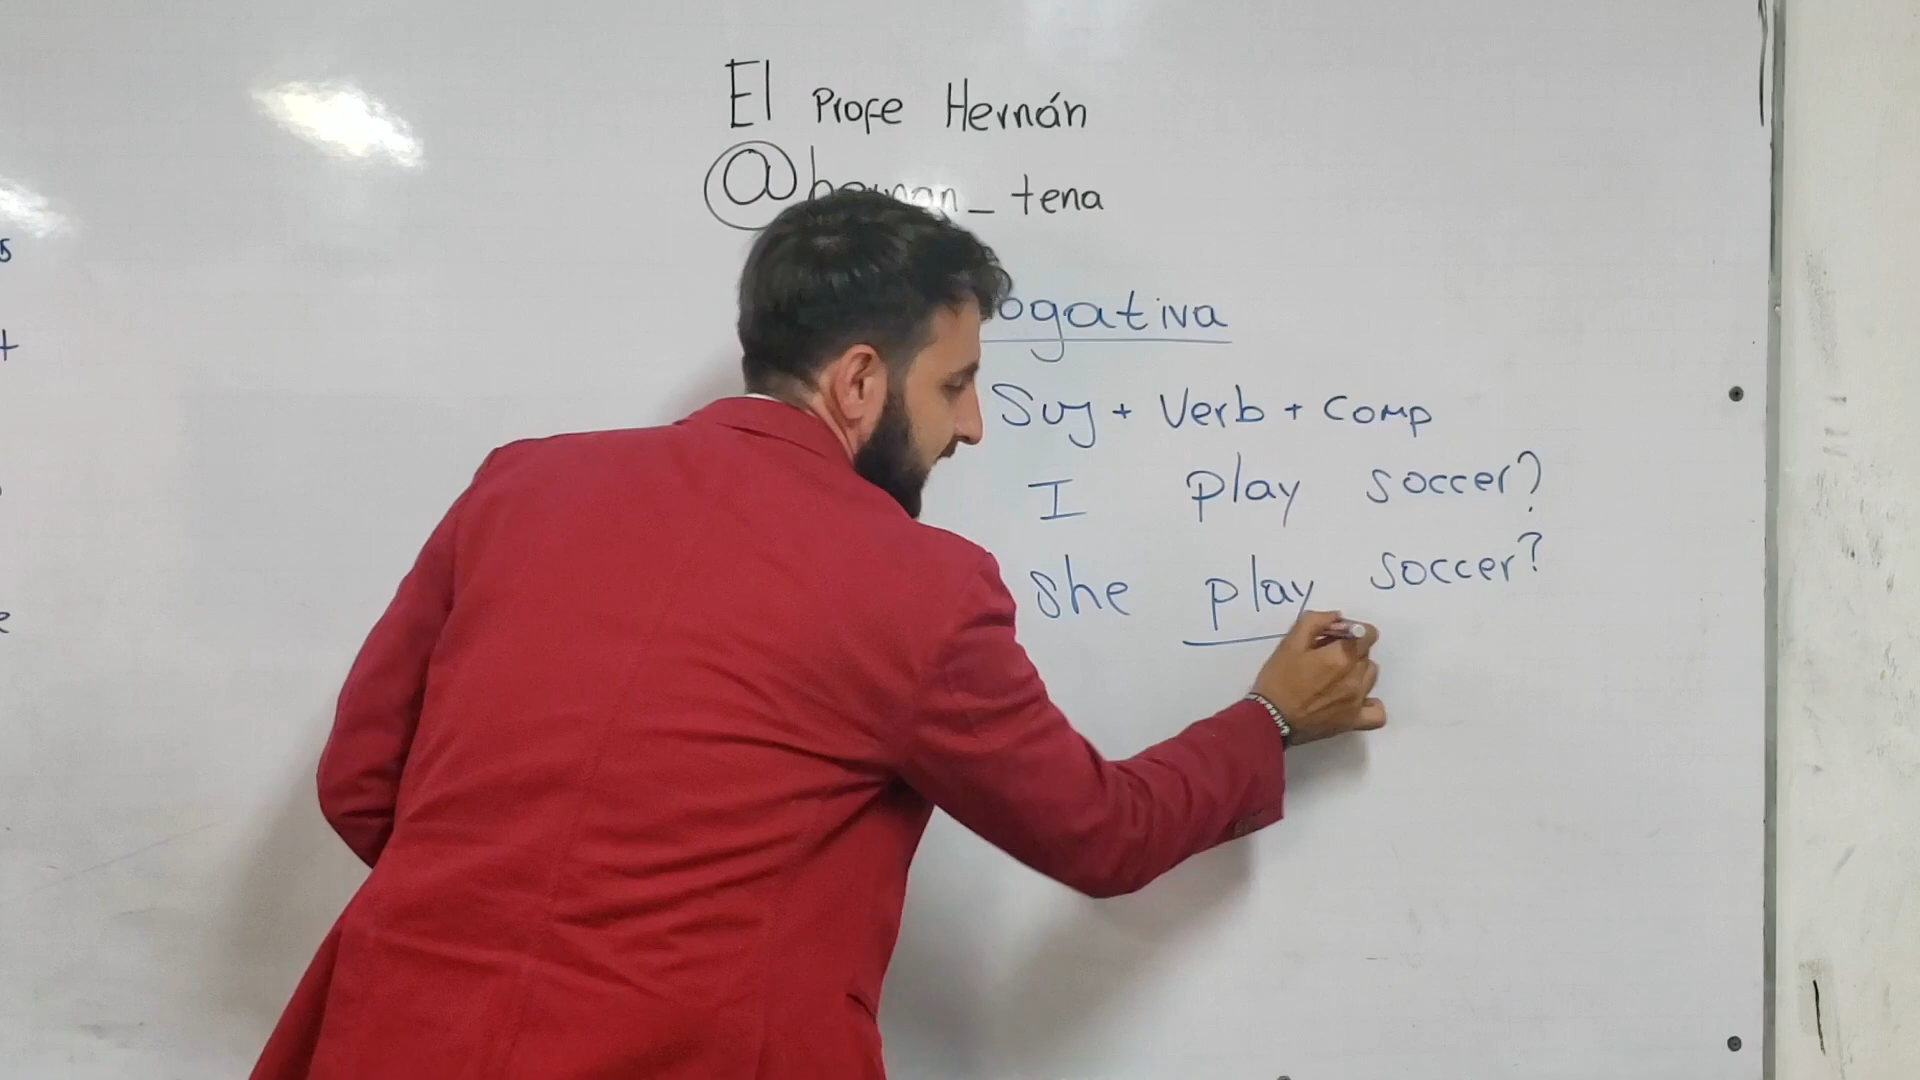 El Profe Hernán
@hernan_tena
ogativa
Suj + Verb + Comp
I play soccer?
she play soccer?